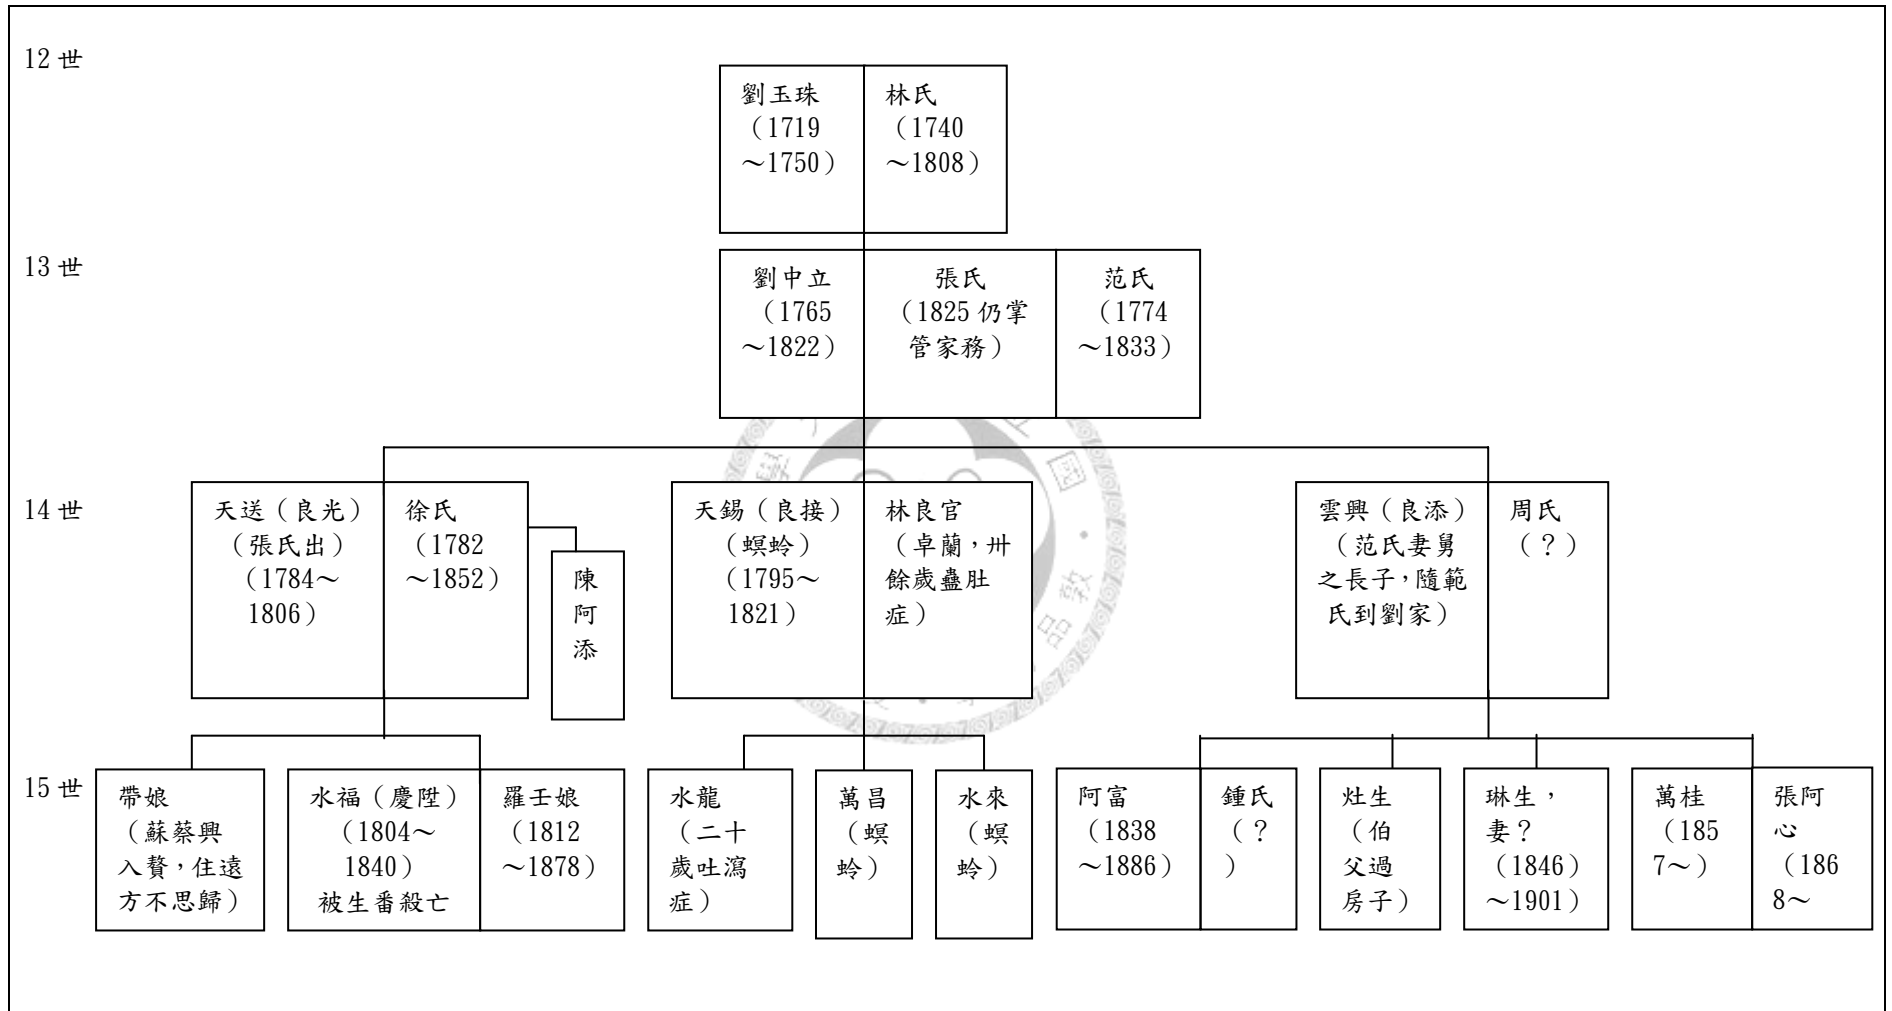 12 世
劉玉珠
(1719
～1750)
林氏
(1740
～1808)
13 世
劉中立
(1765
～1822)
張氏
(1825 仍掌
管家務)
范氏
(1774
～1833)
14 世
天送(良光)
(張氏出)
(1784～
1806)
徐氏
(1782
～1852)
陳
阿
添
天錫(良接)
(螟蛉)
(1795～
1821)
林良官
(卓蘭，卅
餘歲蠱肚
症)
雲興(良添)
(范氏妻舅
之長子，隨範
氏到劉家)
周氏
(？)
15 世
帶娘
(蘇蔡興
入贅，住遠
方不思歸)
水福(慶陞)
(1804～
1840)
被生番殺亡
羅壬娘
(1812
～1878)
水龍
(二十
歲吐瀉
症)
萬昌
(螟
蛉)
水來
(螟
蛉)
阿富
(1838
～1886)
鍾氏
(？
)
灶生
(伯
父過
房子)
琳生，
妻？
(1846)
～1901)
萬桂
(185
7～)
張阿
心
(186
8～
學
國
品
敦